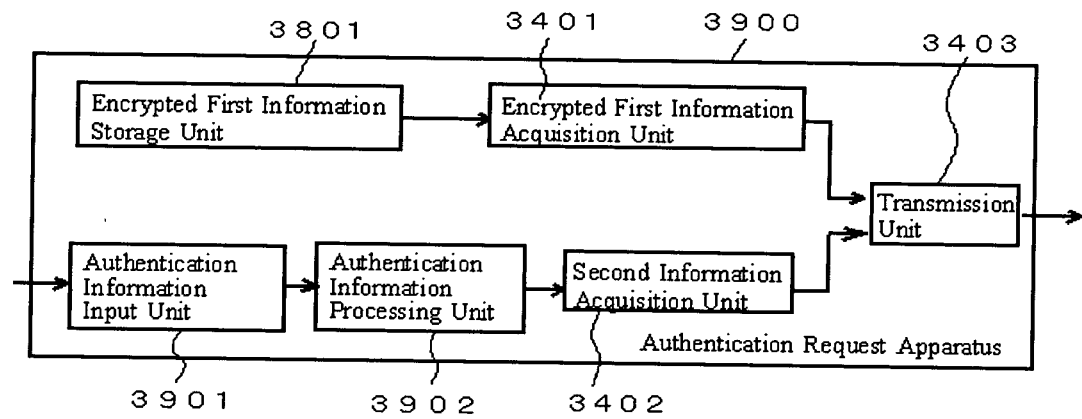 3801
3401
3900
3403
Encrypted First Information
Storage Unit
Encrypted First Information
Acquisition Unit
Transmission
Unit
Authentication
Information
Input Unit
Authentication
Information
Processing Unit
Second Information
Acquisition Unit
Authentication Request Apparatus
3901
3902
3402